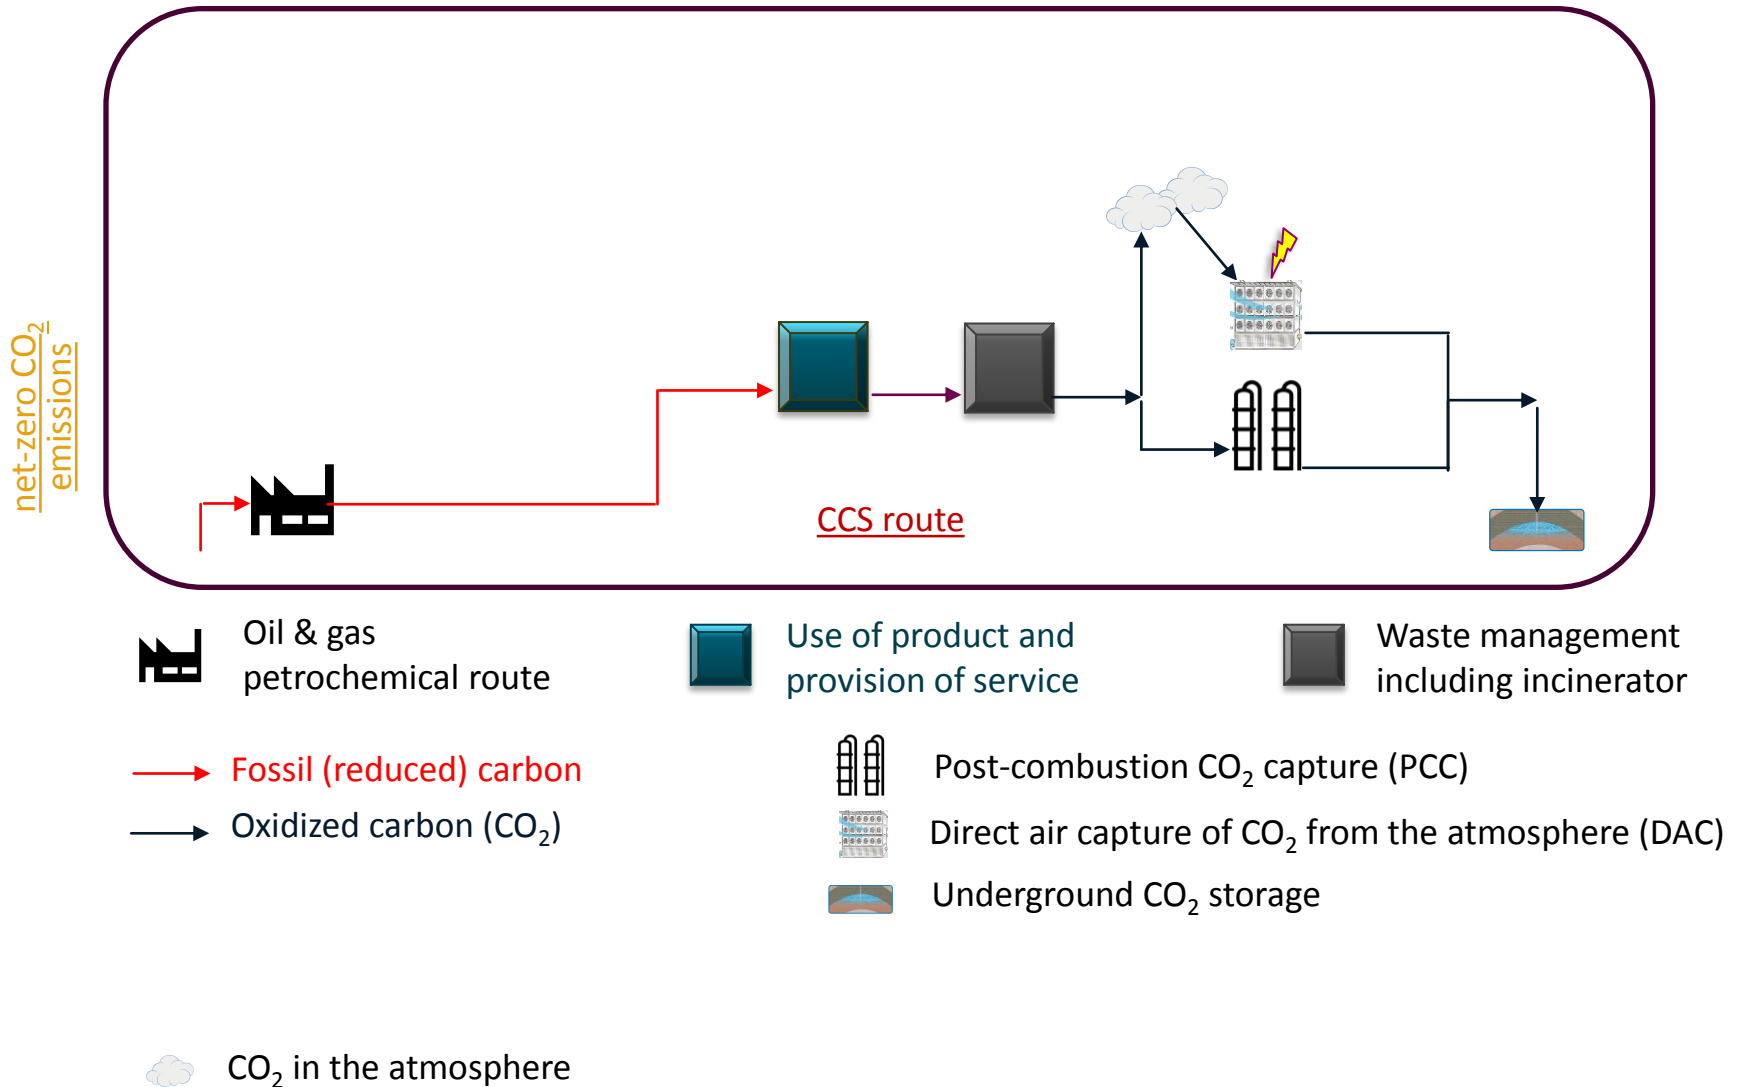 net-zero CO₂
emissions
CCS route
Oil & gas
petrochemical route
Use of product and
provision of service
Waste management
including incinerator
Fossil (reduced) carbon
Oxidized carbon (CO₂)
Post-combustion CO₂ capture (PCC)
Direct air capture of CO₂ from the atmosphere (DAC)
Underground CO₂ storage
CO₂ in the atmosphere